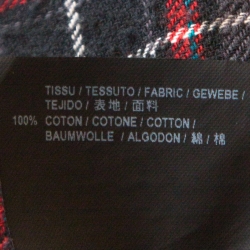 TISSU / TESSUTO / FABRIC / GEWEBE /
TEJIDO / 表地 / 面料
100% COTON / COTONE / COTTON /
BAUMWOLLE / ALGODON / 綿 / 棉